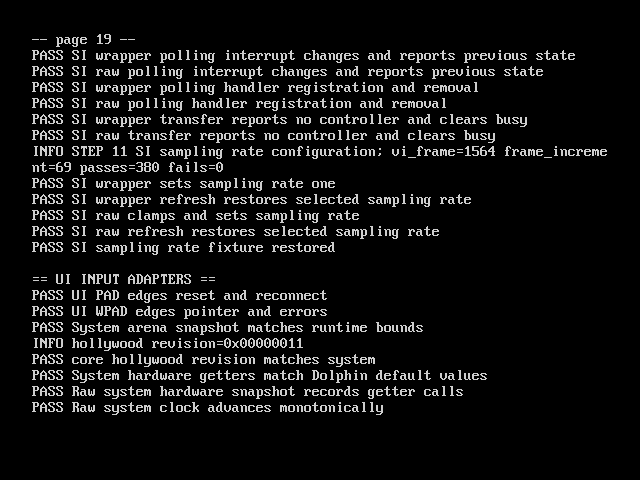 -- page 19 --
PASS SI wrapper polling interrupt changes and reports previous state
PASS SI raw polling interrupt changes and reports previous state
PASS SI wrapper polling handler registration and removal
PASS SI raw polling handler registration and removal
PASS SI wrapper transfer reports no controller and clears busy
PASS SI raw transfer reports no controller and clears busy
INFO STEP 11 SI sampling rate configuration; vi_frame=1564 frame_increme
nt=69 passes=380 fails=0
PASS SI wrapper sets sampling rate one
PASS SI wrapper refresh restores selected sampling rate
PASS SI raw clamps and sets sampling rate
PASS SI raw refresh restores selected sampling rate
PASS SI sampling rate fixture restored
== UI INPUT ADAPTERS ==
PASS UI PAD edges reset and reconnect
PASS UI WPAD edges pointer and errors
PASS System arena snapshot matches runtime bounds
INFO hollywood revision=0x00000011
PASS core hollywood revision matches system
PASS System hardware getters match Dolphin default values
PASS Raw system hardware snapshot records getter calls
PASS Raw system clock advances monotonically